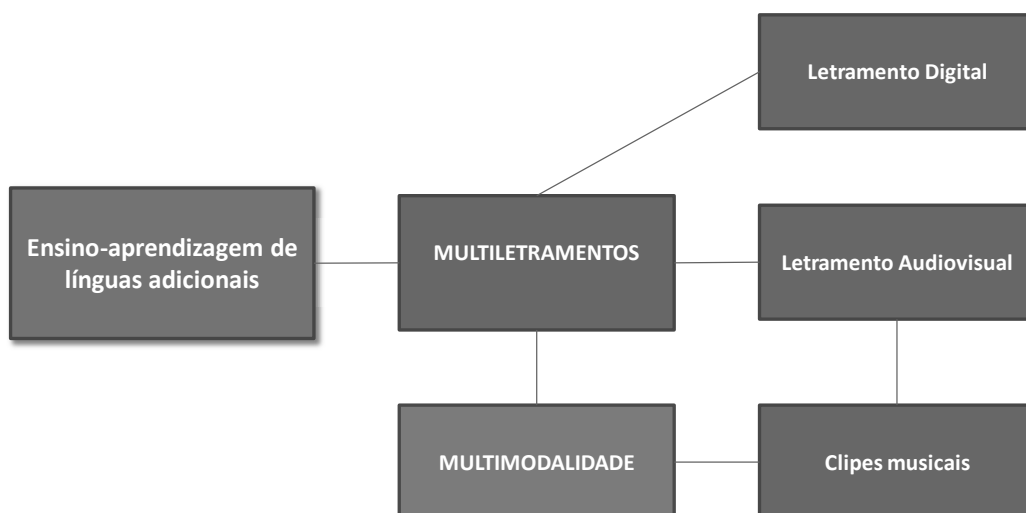 Letramento Digital
Ensino-aprendizagem de
línguas adicionais
MULTILETRAMENTOS
Letramento Audiovisual
MULTIMODALIDADE
Clipes musicais